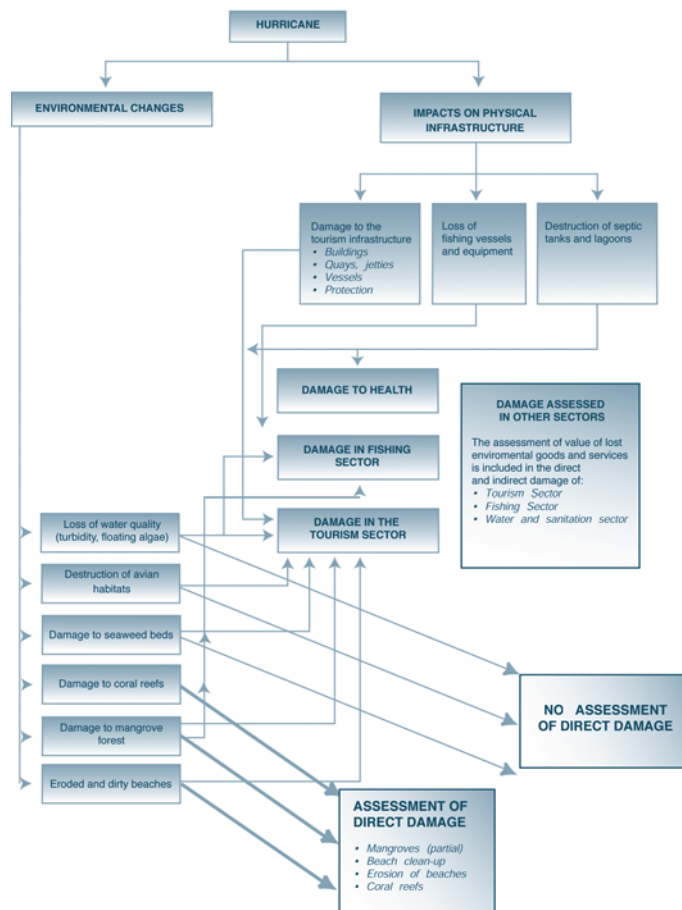 HURRICANE
ENVIRONMENTAL CHANGES
IMPACTS ON PHYSICAL
INFRASTRUCTURE
Damage to the
tourism infrastructure
• Buildings
• Quays, jetties
• Vessels
• Protection
Loss of
fishing vessels
and equipment
Destruction of septic
tanks and lagoons
DAMAGE TO HEALTH
DAMAGE IN FISHING
SECTOR
DAMAGE IN THE
TOURISM SECTOR
DAMAGE ASSESSED
IN OTHER SECTORS
The assessment of value of lost
enviromental goods and services
is included in the direct
and indirect damage of:
• Tourism Sector
• Fishing Sector
• Water and sanitation sector
Loss of water quality
(turbidity, floating algae)
Destruction of avian
habitats
Damage to seaweed beds
Damage to coral reefs
Damage to mangrove
forest
Eroded and dirty beaches
NO ASSESSMENT
OF DIRECT DAMAGE
ASSESSMENT OF
DIRECT DAMAGE
• Mangroves (partial)
• Beach clean-up
• Erosion of beaches
• Coral reefs